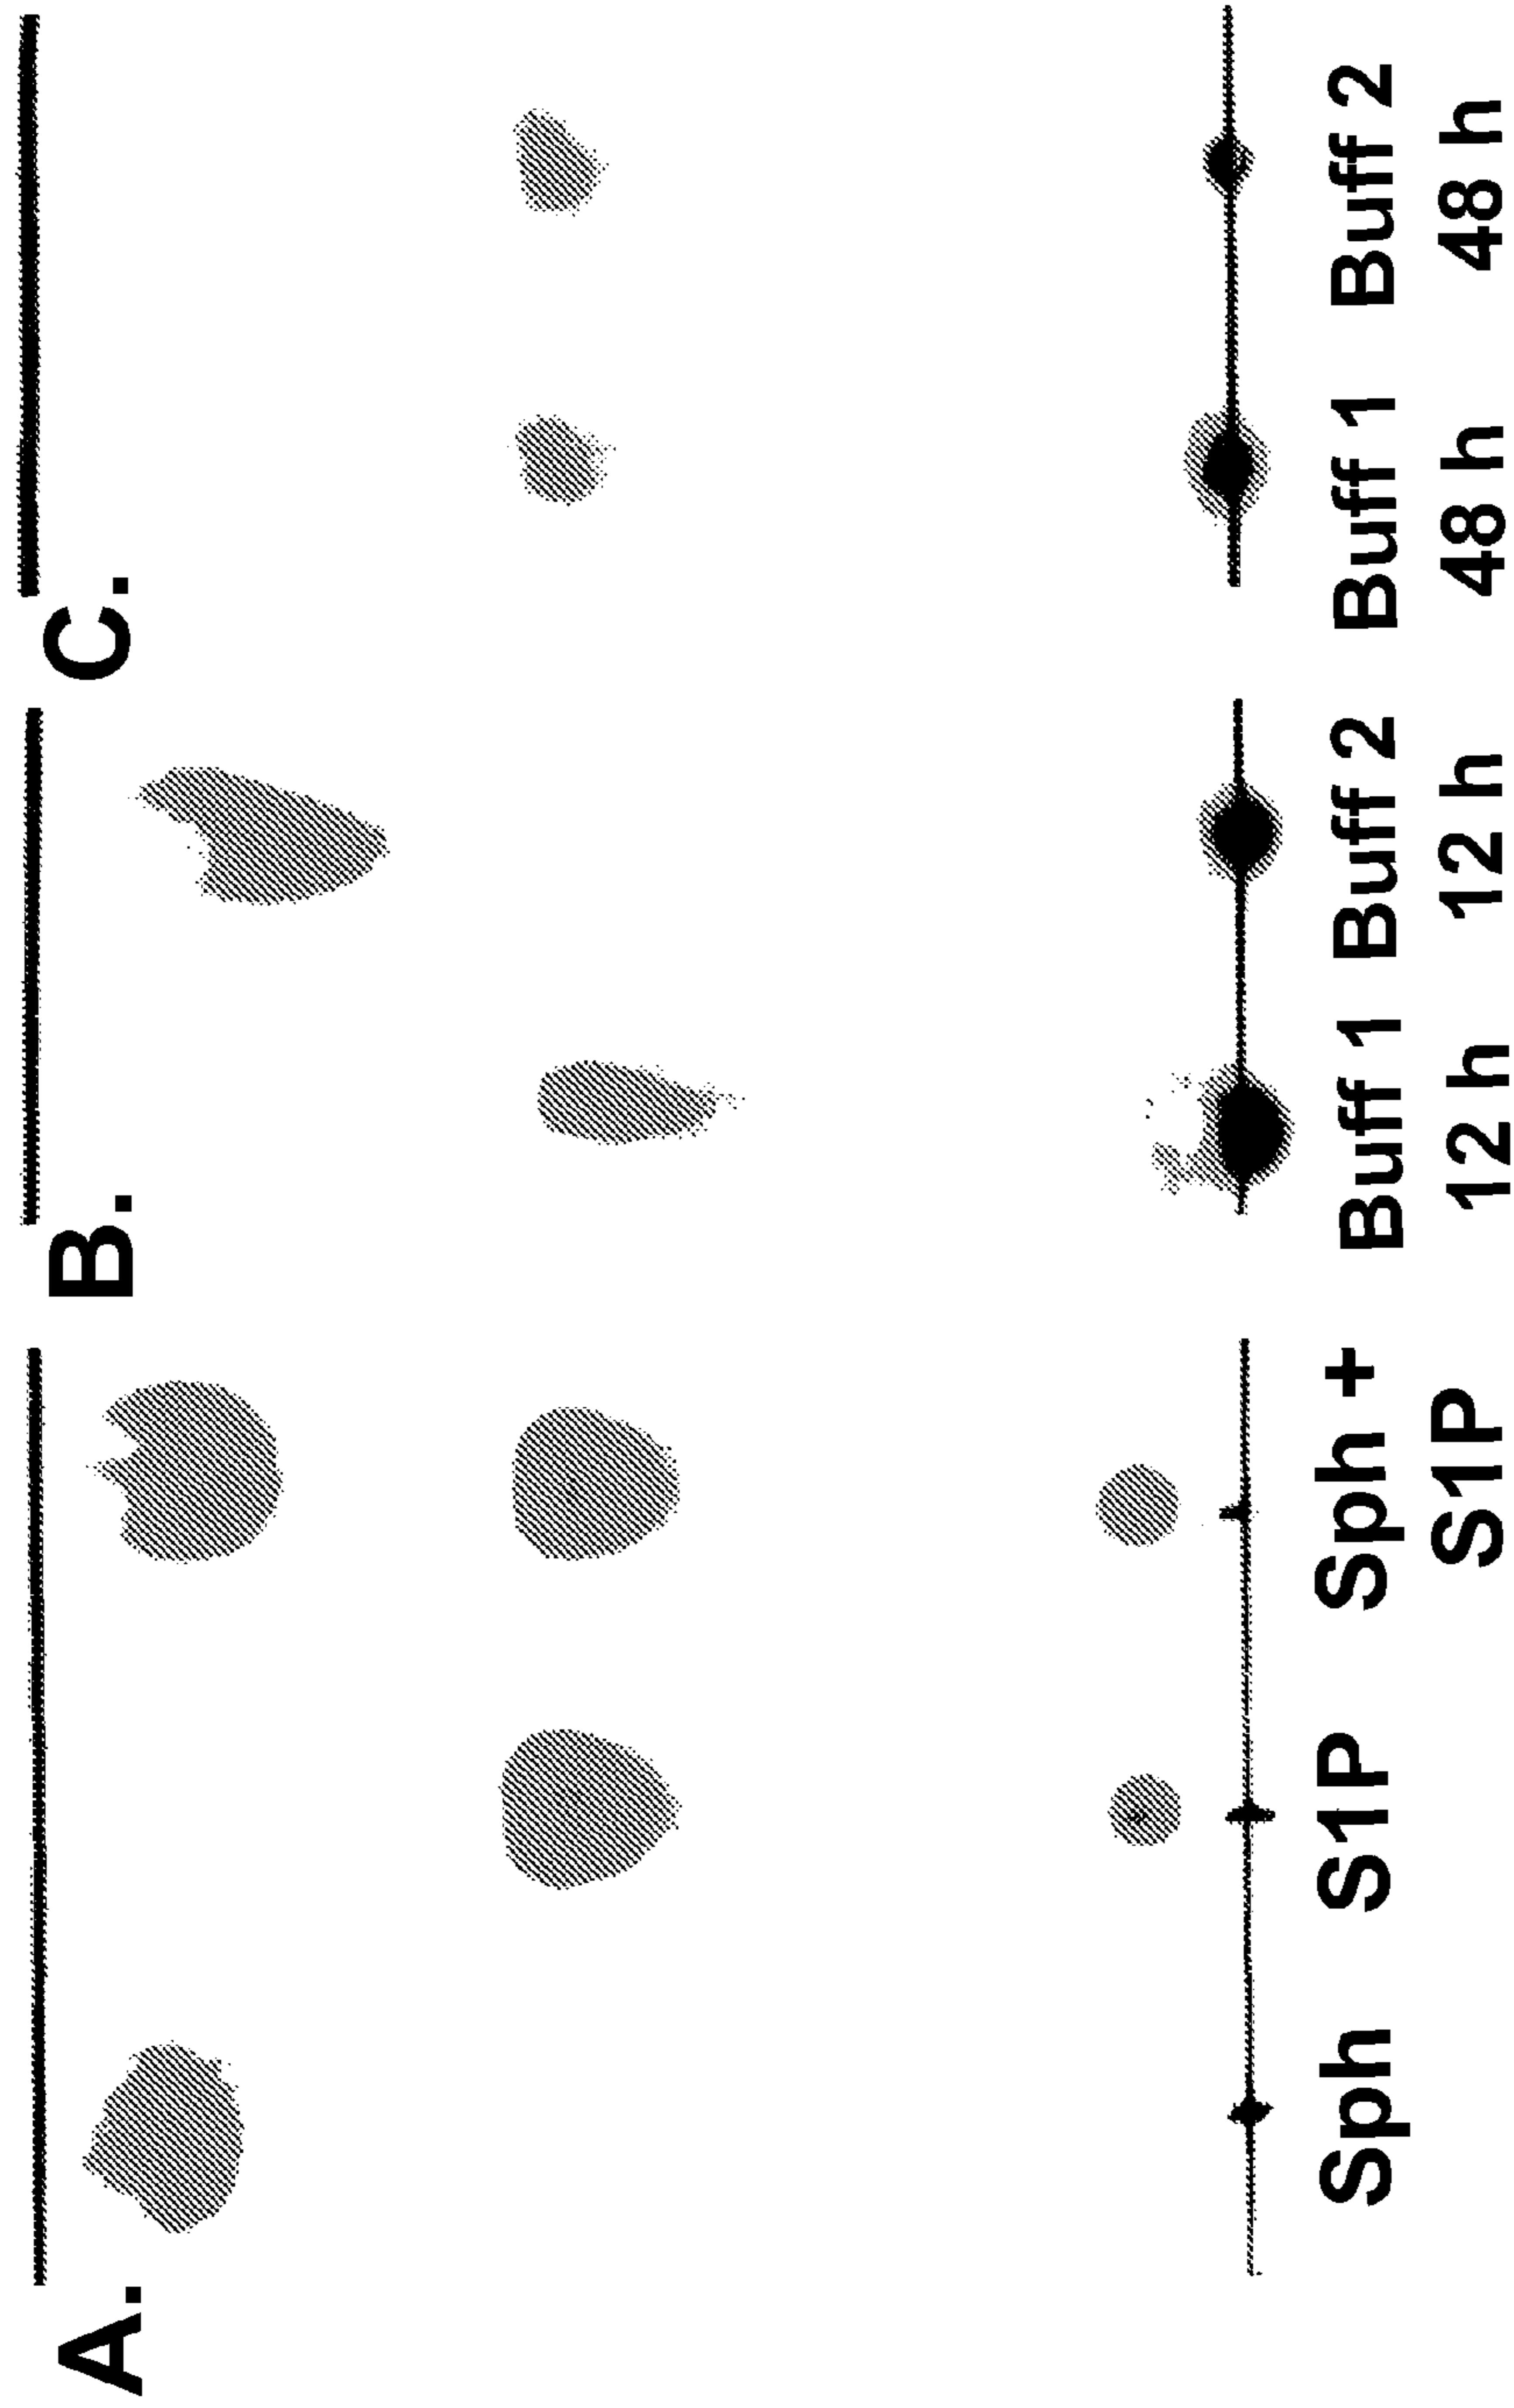 A.
B.
C.
Sph S1P Sph +
S1P
Buff 1 Buff 2
12 h 12 h
Buff 1 Buff 2
48 h 48 h